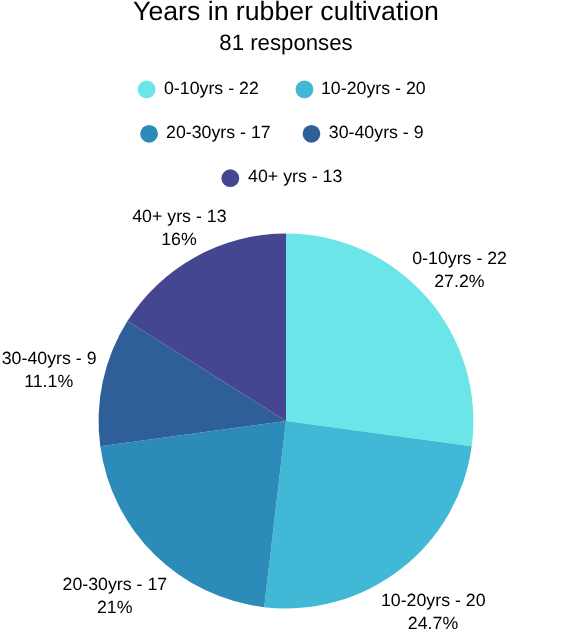 Years in rubber cultivation
81 responses
0-10yrs - 22
10-20yrs - 20
20-30yrs - 17
30-40yrs - 9
40+ yrs - 13
40+ yrs - 13
16%
0-10yrs - 22
27.2%
30-40yrs - 9
11.1%
20-30yrs - 17
21%
10-20yrs - 20
24.7%